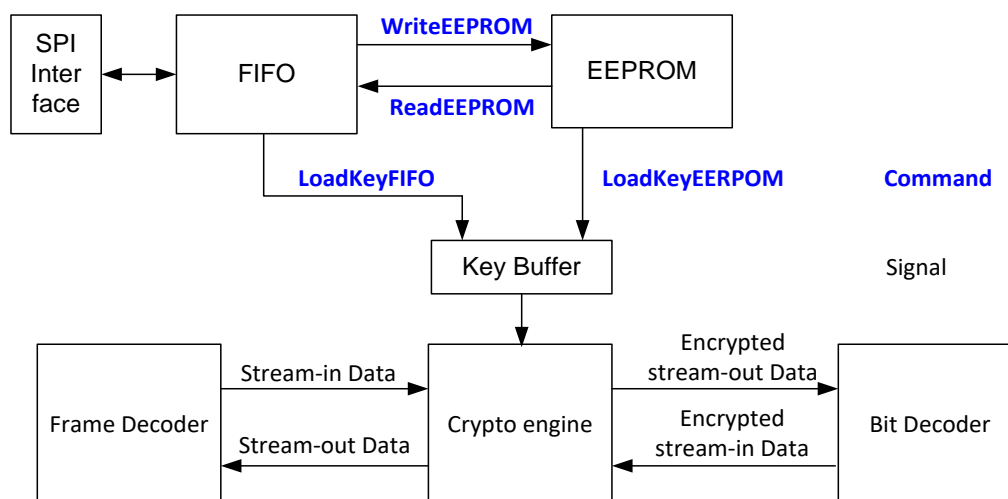 WriteEEPROM
SPI
Inter
face
FIFO
EEPROM
ReadEEPROM
LoadKeyFIFO
LoadKeyEERPOM
Command
Key Buffer
Signal
Encrypted
stream-out Data
Stream-in Data
Frame Decoder
Crypto engine
Bit Decoder
Stream-out Data
Encrypted
stream-in Data